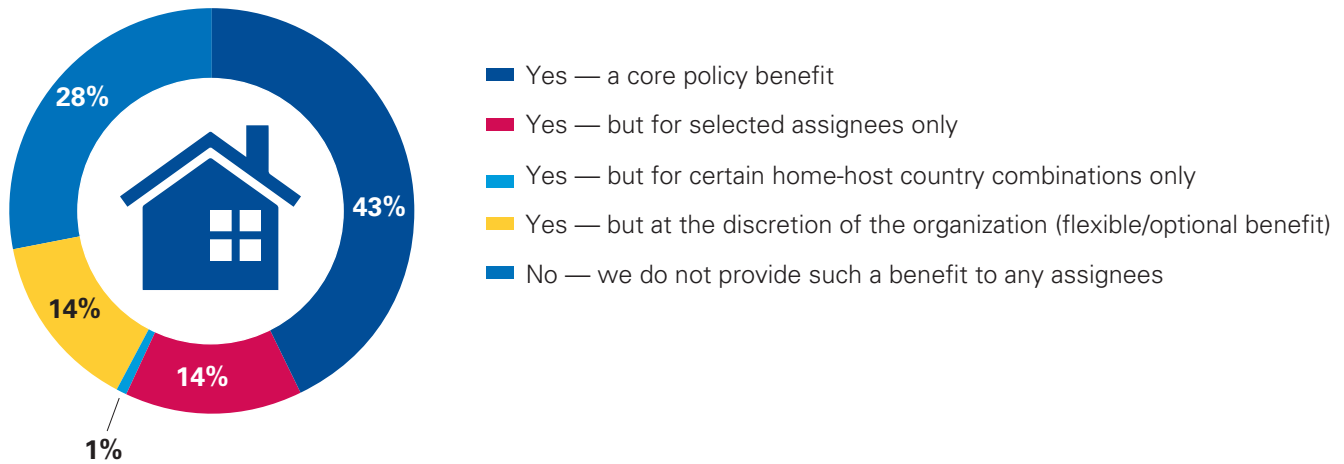 28%
43%
14%
14%
1%
Yes — a core policy benefit
Yes — but for selected assignees only
Yes — but for certain home-host country combinations only
Yes — but at the discretion of the organization (flexible/optional benefit)
No — we do not provide such a benefit to any assignees